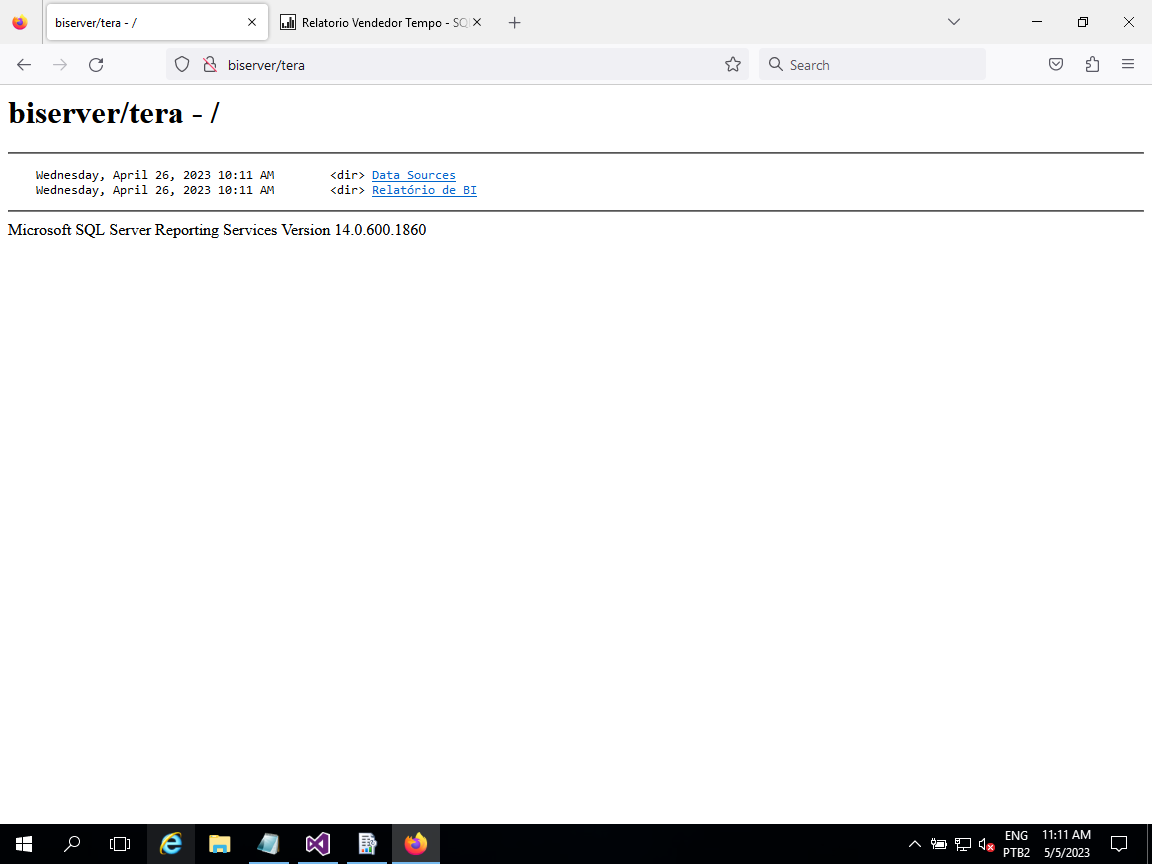 biserver/tera - /
Relatorio Vendedor Tempo - SQ
biserver/tera
Search
biserver/tera - /
Wednesday, April 26, 2023 10:11 AM <dir> Data Sources
Wednesday, April 26, 2023 10:11 AM <dir> Relatório de BI
Microsoft SQL Server Reporting Services Version 14.0.600.1860
ENG 11:11 AM
PTB2 5/5/2023